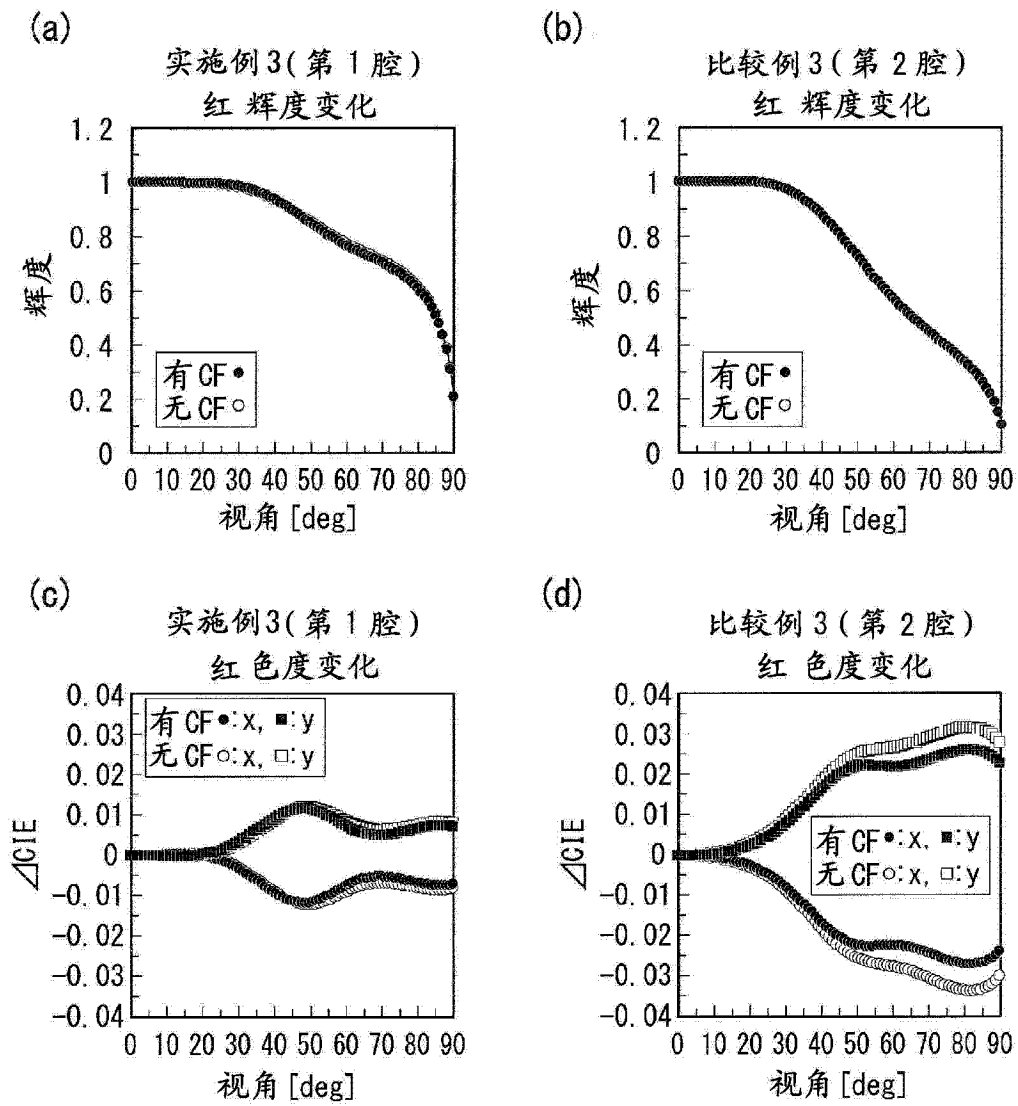 (a)
实施例3(第1腔)
红 辉度变化
1.2
1
0.8
0.6
0.4
0.2
0
辉度
有CF●
无CF○
0 10 20 30 40 50 60 70 80 90
视角[deg]
(b)
比较例3(第2腔)
红 辉度变化
1.2
1
0.8
0.6
0.4
0.2
0
辉度
有CF●
无CF○
0 10 20 30 40 50 60 70 80 90
视角[deg]
(c)
实施例3(第1腔)
红 色度变化
0.04
0.03
0.02
0.01
0
-0.01
-0.02
-0.03
-0.04
⊿CIE
有CF●:x, ■:y
无CF○:x, □:y
0 10 20 30 40 50 60 70 80 90
视角[deg]
(d)
比较例3(第2腔)
红 色度变化
0.04
0.03
0.02
0.01
0
-0.01
-0.02
-0.03
-0.04
⊿CIE
有CF●:x, ■:y
无CF○:x, □:y
0 10 20 30 40 50 60 70 80 90
视角[deg]